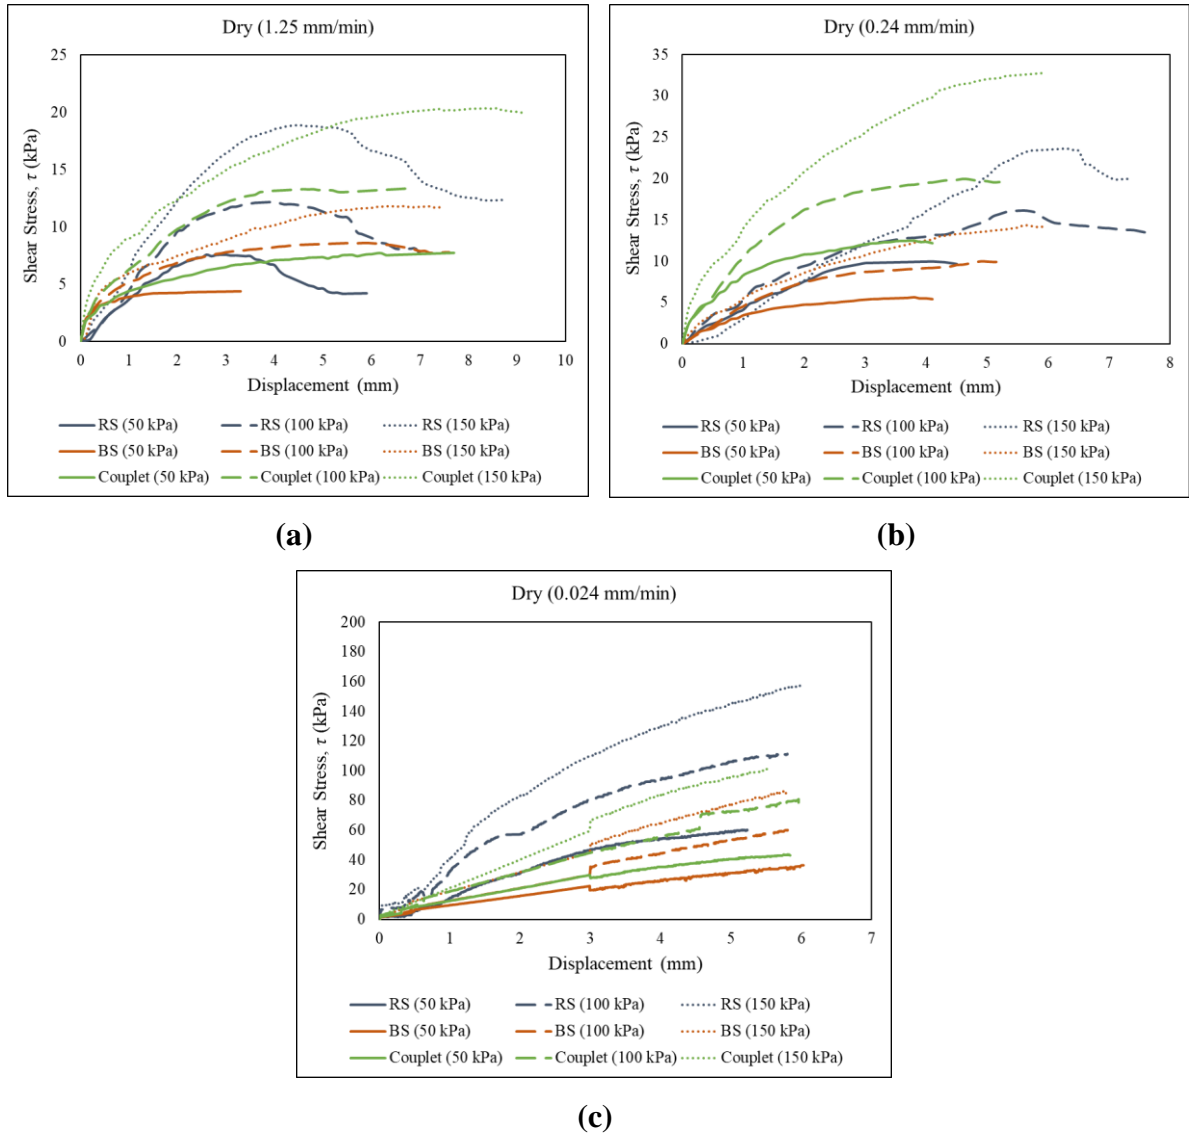 Dry (1.25 mm/min)
25
20
15
10
5
0
Shear Stress, τ (kPa)
0 1 2 3 4 5 6 7 8 9 10
Displacement (mm)
RS (50 kPa) RS (100 kPa) RS (150 kPa)
BS (50 kPa) BS (100 kPa) BS (150 kPa)
Couplet (50 kPa) Couplet (100 kPa) Couplet (150 kPa)
(a)
Dry (0.24 mm/min)
35
30
25
20
15
10
5
0
Shear Stress, τ (kPa)
0 1 2 3 4 5 6 7 8
Displacement (mm)
RS (50 kPa) RS (100 kPa) RS (150 kPa)
BS (50 kPa) BS (100 kPa) BS (150 kPa)
Couplet (50 kPa) Couplet (100 kPa) Couplet (150 kPa)
(b)
Dry (0.024 mm/min)
200
180
160
140
120
100
80
60
40
20
0
Shear Stress, τ (kPa)
0 1 2 3 4 5 6 7
Displacement (mm)
RS (50 kPa) RS (100 kPa) RS (150 kPa)
BS (50 kPa) BS (100 kPa) BS (150 kPa)
Couplet (50 kPa) Couplet (100 kPa) Couplet (150 kPa)
(c)